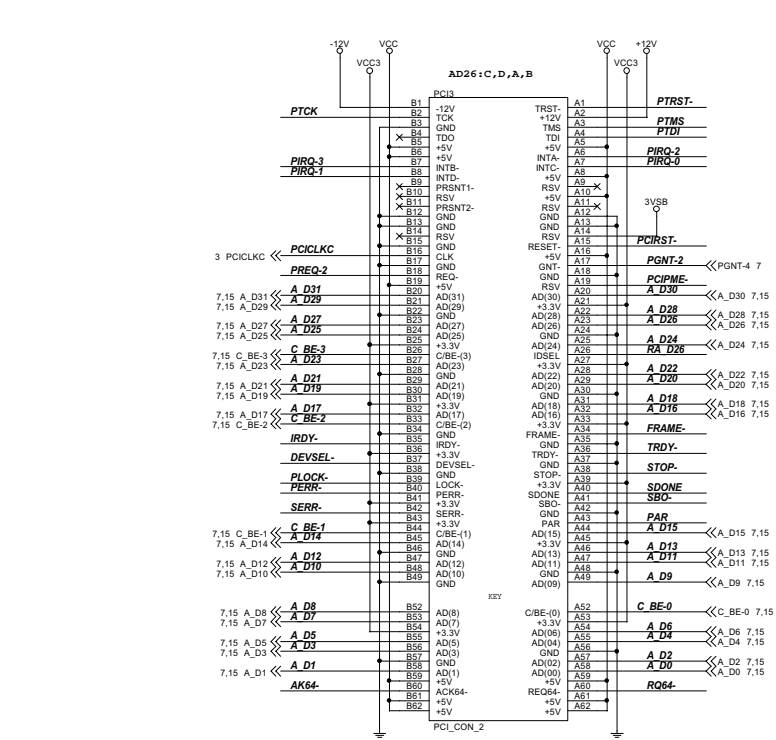 -12V VCC VCC +12V
VCC3 VCC3
AD26:C,D,A,B
PCI3
B1 -12V TRST- A1 PTRST-
PTCK B2 TCK +12V A2
B3 GND TMS A3 PTMS
B4 TDO TDI A4 PTDI
B5 +5V +5V A5
B6 +5V INTA- A6 PIRQ-2
PIRQ-3 B7 INTB- INTC- A7 PIRQ-0
PIRQ-1 B8 INTD- +5V A8
B9 PRSNT1- RSV A9
B10 RSV +5V A10
B11 PRSNT2- RSV A11
B12 GND GND A12
B13 GND GND A13
3VSB
B14 RSV RSV A14
B15 GND RESET- A15 PCIRST-
3 PCICLKC PCICLKC B16 CLK +5V A16
B17 GND GNT- A17 PGNT-2 PGNT-4 7
PREQ-2 B18 REQ- GND A18
B19 +5V RSV A19 PCIPME-
7,15 A_D31 A_D31 B20 AD(31) AD(30) A20 A_D30 A_D30 7,15
7,15 A_D29 A_D29 B21 AD(29) +3.3V A21
B22 GND AD(28) A22 A_D28 A_D28 7,15
7,15 A_D27 A_D27 B23 AD(27) AD(26) A23 A_D26 A_D26 7,15
7,15 A_D25 A_D25 B24 AD(25) GND A24
B25 +3.3V AD(24) A25 A_D24 A_D24 7,15
7,15 C_BE-3 C_BE-3 B26 C/BE-(3) IDSEL A26 RA_D26
7,15 A_D23 A_D23 B27 AD(23) +3.3V A27
B28 GND AD(22) A28 A_D22 A_D22 7,15
7,15 A_D21 A_D21 B29 AD(21) AD(20) A29 A_D20 A_D20 7,15
7,15 A_D19 A_D19 B30 AD(19) GND A30
B31 +3.3V AD(18) A31 A_D18 A_D18 7,15
7,15 A_D17 A_D17 B32 AD(17) AD(16) A32 A_D16 A_D16 7,15
7,15 C_BE-2 C_BE-2 B33 C/BE-(2) +3.3V A33
B34 GND FRAME- A34 FRAME-
IRDY- B35 IRDY- GND A35
B36 +3.3V TRDY- A36 TRDY-
DEVSEL- B37 DEVSEL- GND A37
B38 GND STOP- A38 STOP-
PLOCK- B39 LOCK- +3.3V A39
PERR- B40 PERR- SDONE A40 SDONE
B41 +3.3V SBO- A41 SBO-
SERR- B42 SERR- GND A42
B43 +3.3V PAR A43 PAR
7,15 C_BE-1 C_BE-1 B44 C/BE-(1) AD(15) A44 A_D15 A_D15 7,15
7,15 A_D14 A_D14 B45 AD(14) +3.3V A45
B46 GND AD(13) A46 A_D13 A_D13 7,15
7,15 A_D12 A_D12 B47 AD(12) AD(11) A47 A_D11 A_D11 7,15
7,15 A_D10 A_D10 B48 AD(10) GND A48
B49 GND AD(09) A49 A_D9 A_D9 7,15
KEY
7,15 A_D8 A_D8 B52 AD(8) C/BE-(0) A52 C_BE-0 C_BE-0 7,15
7,15 A_D7 A_D7 B53 AD(7) +3.3V A53
B54 +3.3V AD(06) A54 A_D6 A_D6 7,15
7,15 A_D5 A_D5 B55 AD(5) AD(04) A55 A_D4 A_D4 7,15
7,15 A_D3 A_D3 B56 AD(3) GND A56
B57 GND AD(02) A57 A_D2 A_D2 7,15
7,15 A_D1 A_D1 B58 AD(1) AD(00) A58 A_D0 A_D0 7,15
B59 +5V +5V A59
AK64- B60 ACK64- REQ64- A60 RQ64-
B61 +5V +5V A61
B62 +5V +5V A62
PCI_CON_2